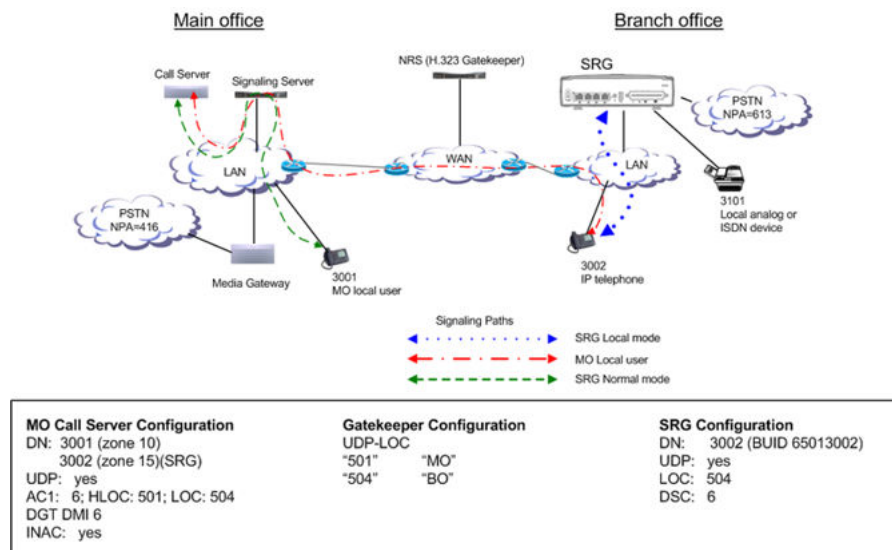 Main office
Branch office
Call Server
Signaling Server
NRS (H.323 Gatekeeper)
SRG
PSTN
NPA=613
LAN
WAN
LAN
PSTN
NPA=416
Media Gateway
3001
MO local user
3002
IP telephone
3101
Local analog or
ISDN device
Signaling Paths
SRG Local mode
MO Local user
SRG Normal mode
MO Call Server Configuration
DN: 3001 (zone 10)
3002 (zone 15)(SRG)
UDP: yes
AC1: 6; HLOC: 501; LOC: 504
DGT DMI 6
INAC: yes
Gatekeeper Configuration
UDP-LOC
“501” “MO”
“504” “BO”
SRG Configuration
DN: 3002 (BUID 65013002)
UDP: yes
LOC: 504
DSC: 6